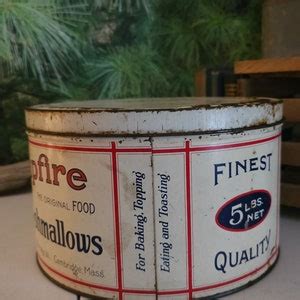 pfire
THE ORIGINAL FOOD
shmallows
Cambridge, Mass.
For Baking, Topping
Eating and Toasting
FINEST
5 LBS.
NET
QUALITY